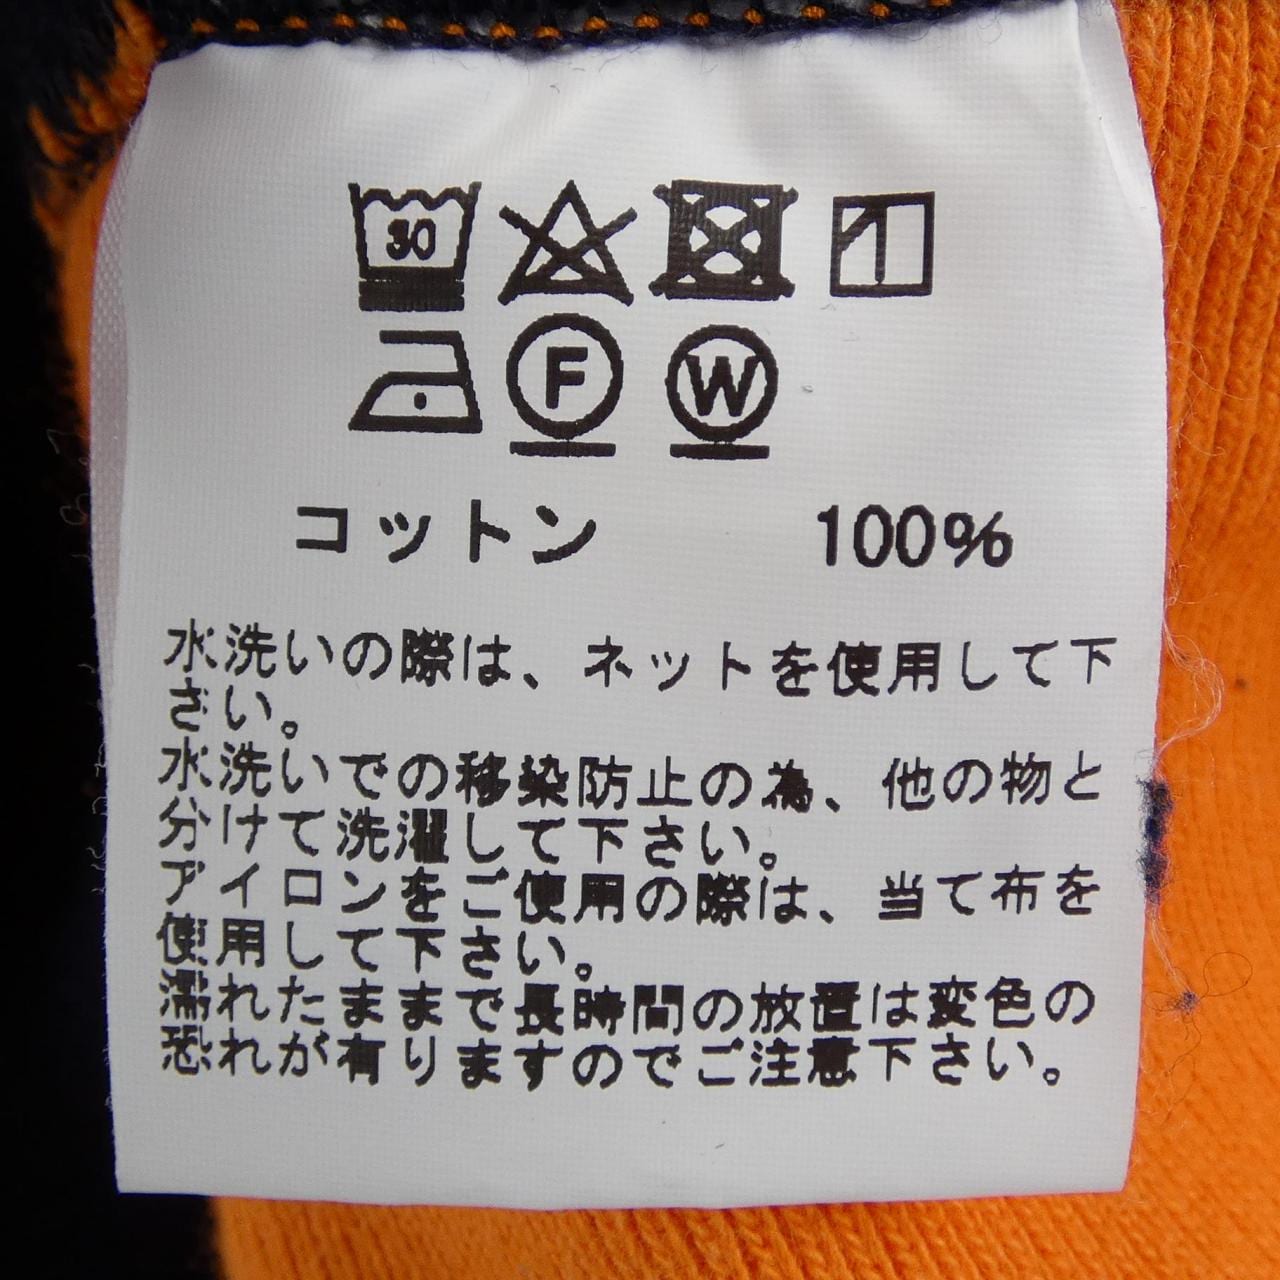 30
F W
コットン 100%
水洗いの際は、ネットを使用して下
さい。
水洗いでの移染防止の為、他の物と
分けて洗濯して下さい。
アイロンをご使用の際は、当て布を
使用して下さい。
濡れたままで長時間の放置は変色の
恐れが有りますのでご注意下さい。